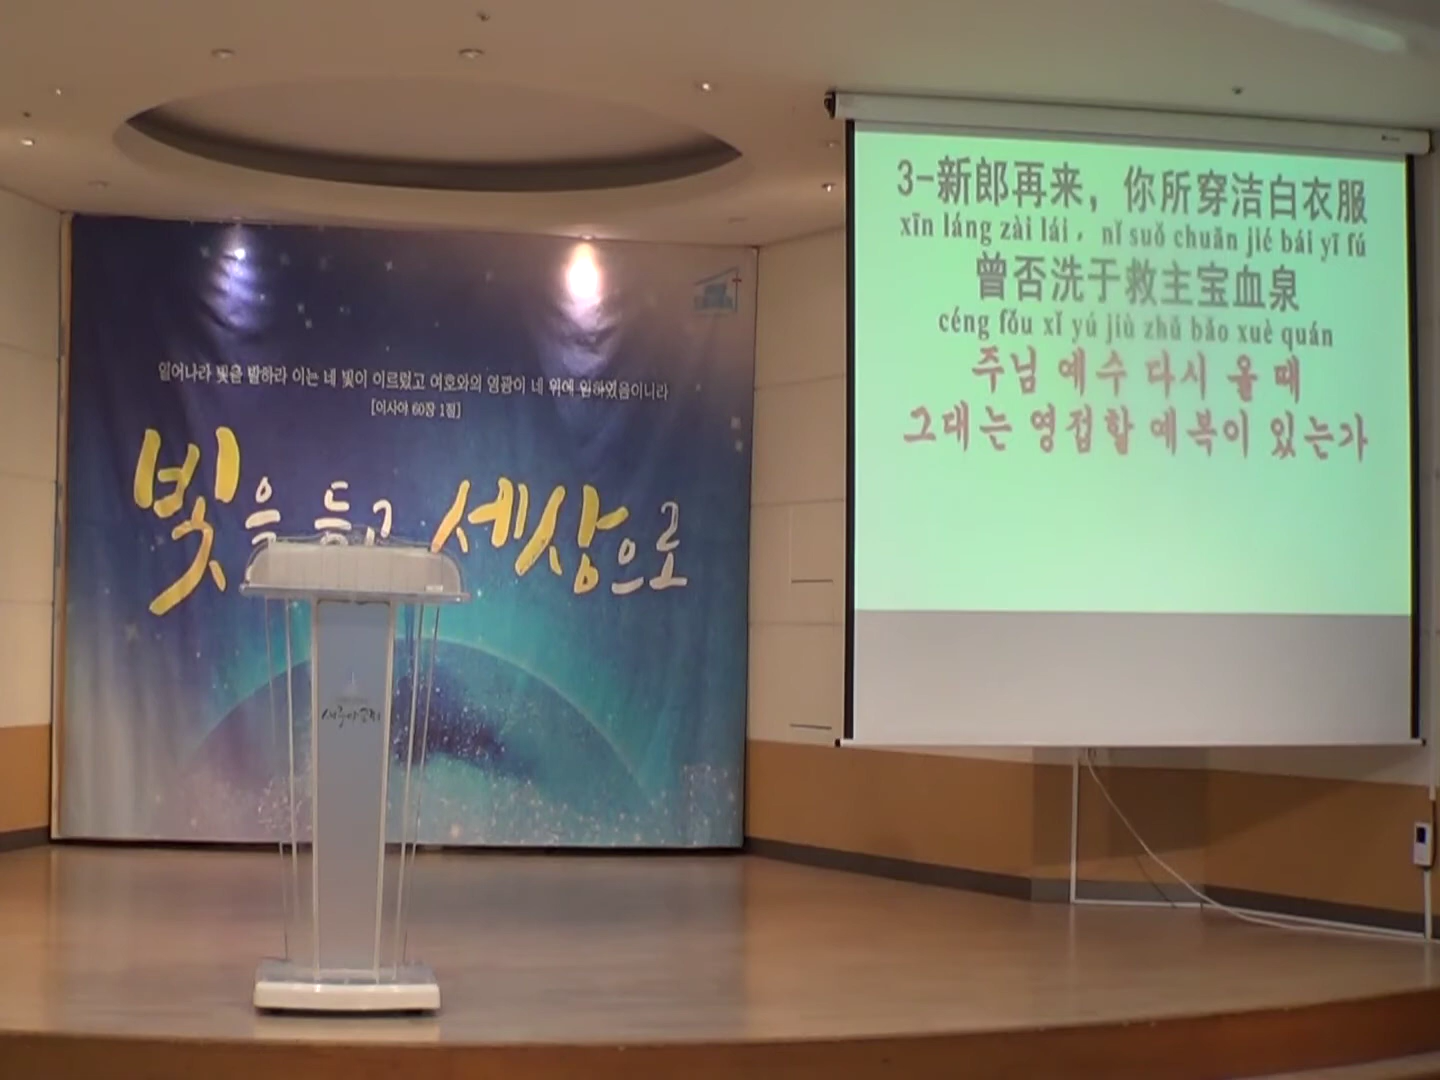 일어나라 빛을 발하라 이는 네 빛이 이르렀고 여호와의 영광이 네 위에 임하였음이니라
[이사야 60장 1절]
빛을 들고 세상으로
3-新郎再来，你所穿洁白衣服
xīn láng zài lái，nǐ suǒ chuān jié bái yī fú
曾否洗于救主宝血泉
céng fǒu xǐ yú jiù zhǔ bǎo xuè quán
주님 예수 다시 올 때
그대는 영접할 예복이 있는가